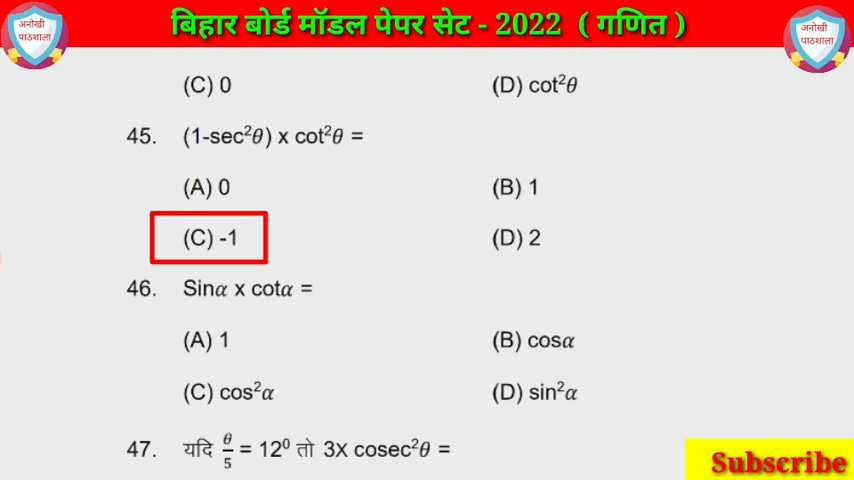 बिहार बोर्ड मॉडल पेपर सेट - 2022 ( गणित )
अनोखी
पाठशाला
अनोखी
पाठशाला
(C) 0 (D) cot²θ
45. (1-sec²θ) x cot²θ =
(A) 0 (B) 1
(C) -1 (D) 2
46. Sinα x cotα =
(A) 1 (B) cosα
(C) cos²α (D) sin²α
47. यदि θ/5 = 12⁰ तो 3X cosec²θ =
Subscribe